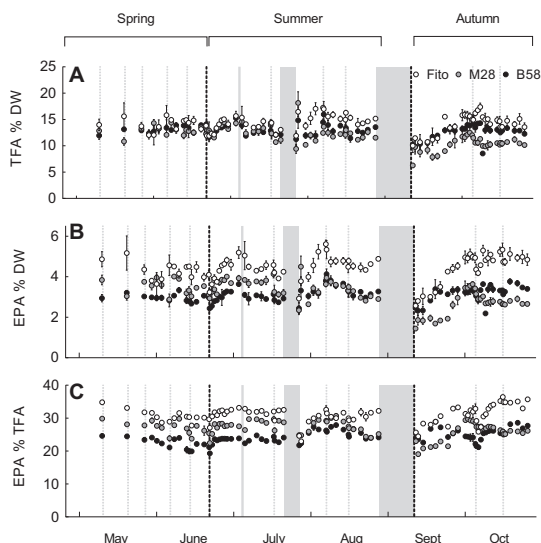 Spring Summer Autumn
A
Fito M28 B58
TFA % DW
25
20
15
10
5
0
B
EPA % DW
6
4
2
0
C
EPA % TFA
40
30
20
10
0
May June July Aug Sept Oct